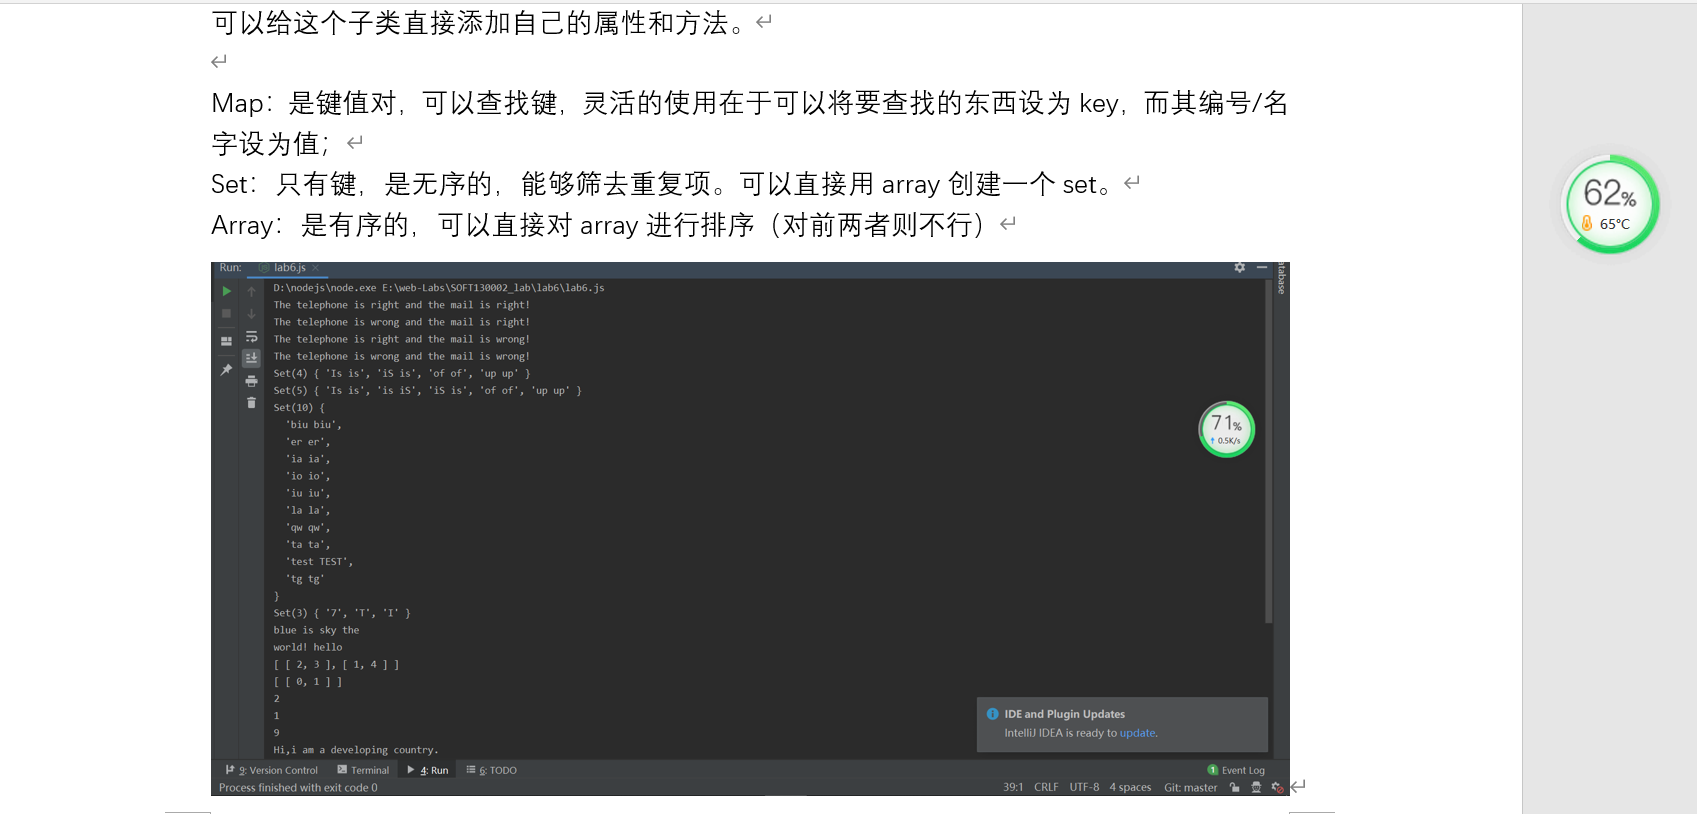 可以给这个子类直接添加自己的属性和方法。
Map：是键值对，可以查找键，灵活的使用在于可以将要查找的东西设为 key，而其编号/名
字设为值；
Set：只有键，是无序的，能够筛去重复项。可以直接用 array 创建一个 set。
Array：是有序的，可以直接对 array 进行排序（对前两者则不行）
62%
65°C
Run: lab6.js
atabase
D:\nodejs\node.exe E:\web-Labs\SOFT130002_lab\lab6\lab6.js
The telephone is right and the mail is right!
The telephone is wrong and the mail is right!
The telephone is right and the mail is wrong!
The telephone is wrong and the mail is wrong!
Set(4) { 'Is is', 'iS is', 'of of', 'up up' }
Set(5) { 'Is is', 'is iS', 'iS is', 'of of', 'up up' }
Set(10) {
'biu biu',
'er er',
'ia ia',
'io io',
'iu iu',
'la la',
'qw qw',
'ta ta',
'test TEST',
'tg tg'
}
Set(3) { '7', 'T', 'I' }
blue is sky the
world! hello
[ [ 2, 3 ], [ 1, 4 ] ]
[ [ 0, 1 ] ]
2
1
9
Hi,i am a developing country.
71%
↑ 0.5K/s
IDE and Plugin Updates
IntelliJ IDEA is ready to update.
9: Version Control Terminal 4: Run 6: TODO 1 Event Log
Process finished with exit code 0 39:1 CRLF UTF-8 4 spaces Git: master